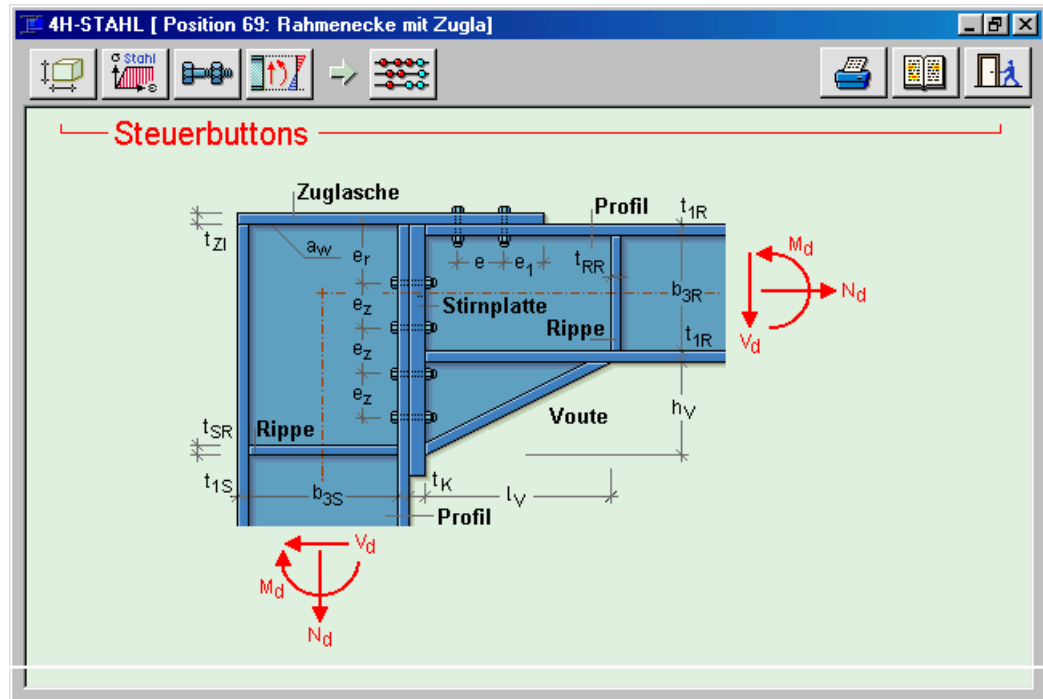 4H-STAHL [ Position 69: Rahmenecke mit Zugla]
σ Stahl
ε
Steuerbuttons
Zuglasche
Profil
t1R
tZl
aw
er
e
e1
tRR
b3R
Md
Nd
Vd
ez
Stirnplatte
ez
Rippe
t1R
ez
hV
Voute
tSR
Rippe
t1S
b3S
tK
lV
Profil
Vd
Md
Nd